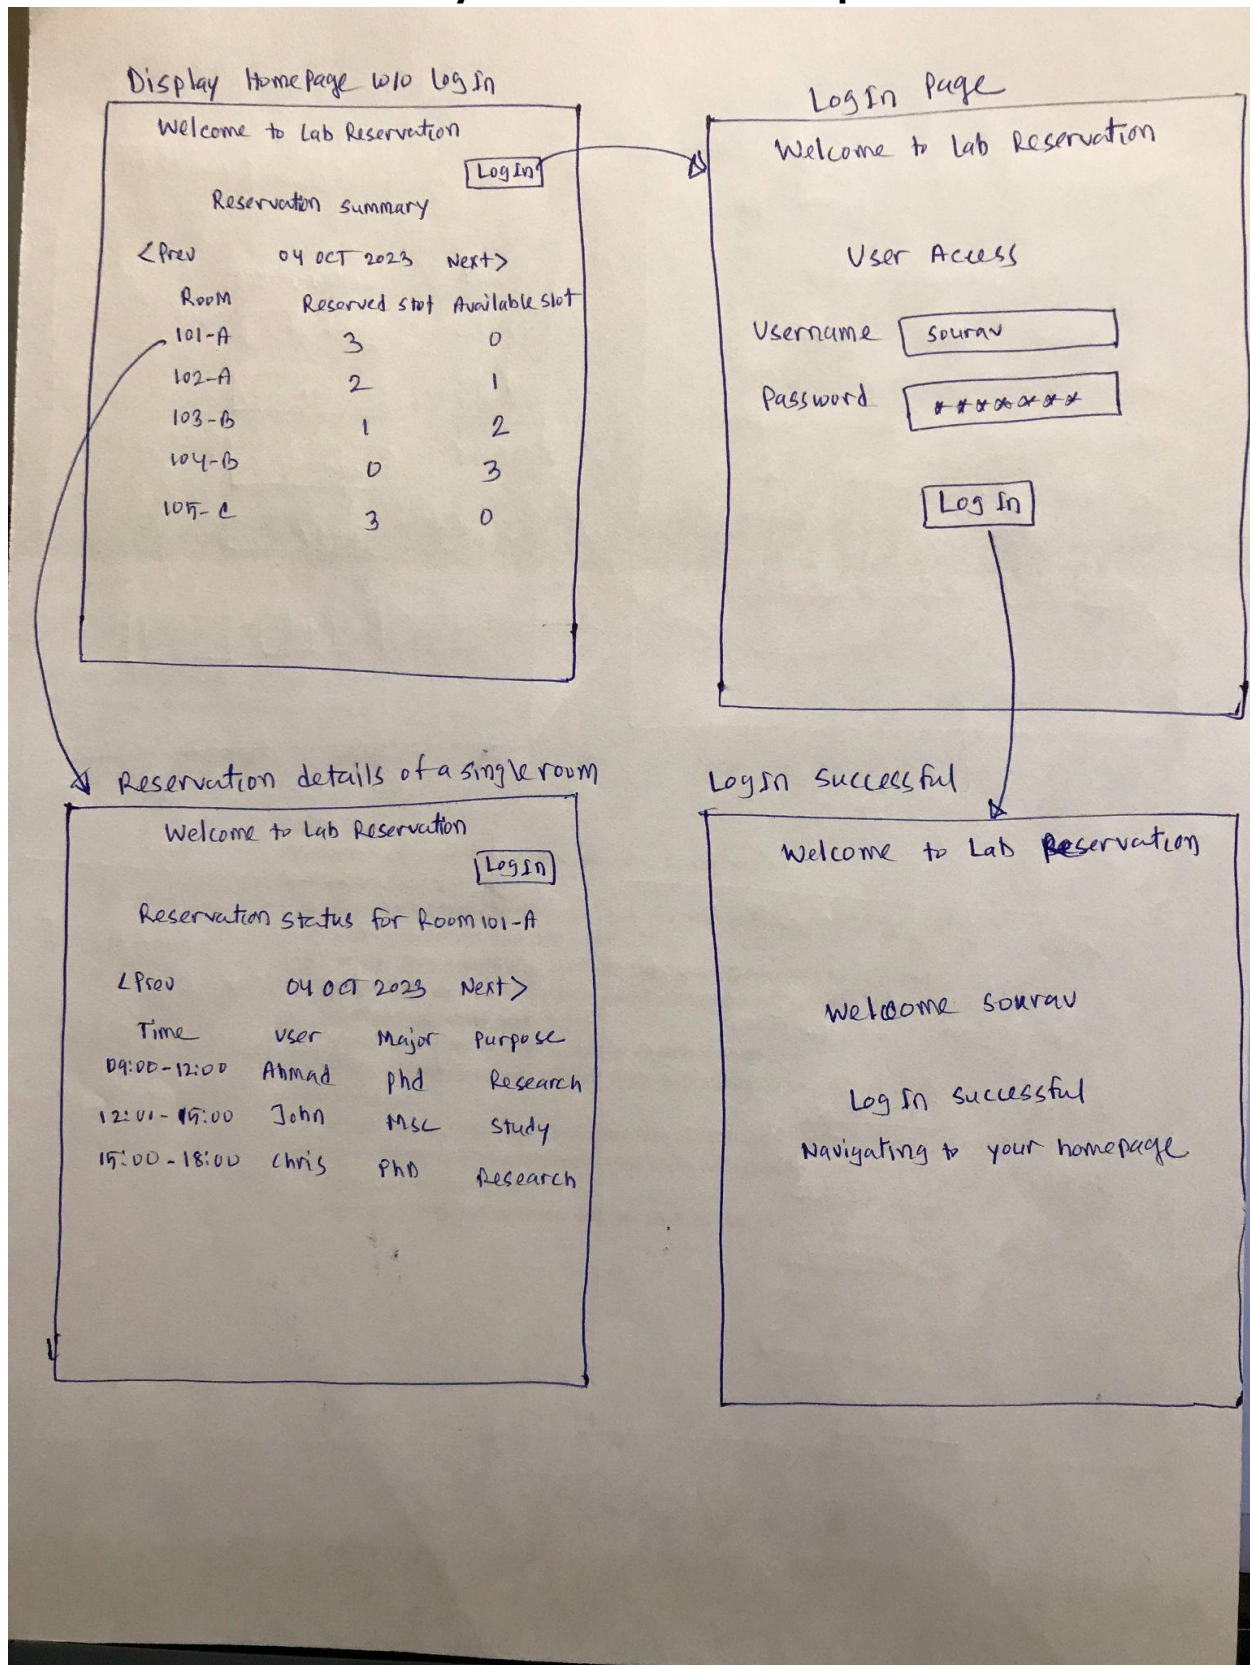 Display HomePage w/o Log In
Welcome to Lab Reservation
Log In
Reservation summary
<Prev 04 OCT 2023 Next>
Room Reserved slot Available slot
101-A 3 0
102-A 2 1
103-B 1 2
104-B 0 3
105-C 3 0
Log In Page
Welcome to Lab Reservation
User Access
Username sourav
Password *******
Log In
Reservation details of a single room
Welcome to Lab Reservation
Log In
Reservation status for Room 101-A
<Prev 04 OCT 2023 Next>
Time User Major Purpose
09:00-12:00 Ahmad Phd Research
12:01-15:00 John Msc Study
15:00-18:00 Chris PhD Research
Log In Successful
Welcome to Lab Reservation
Welcome sourav
Log In successful
Navigating to your homepage